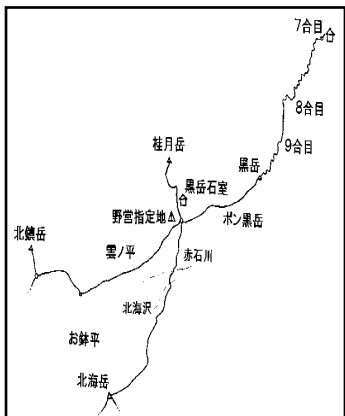 7合目
8合目
9合目
桂月岳
黒岳
黒岳石室
野営指定地
ポン黒岳
北鎮岳
雲ノ平
赤石川
北海沢
お鉢平
北海岳